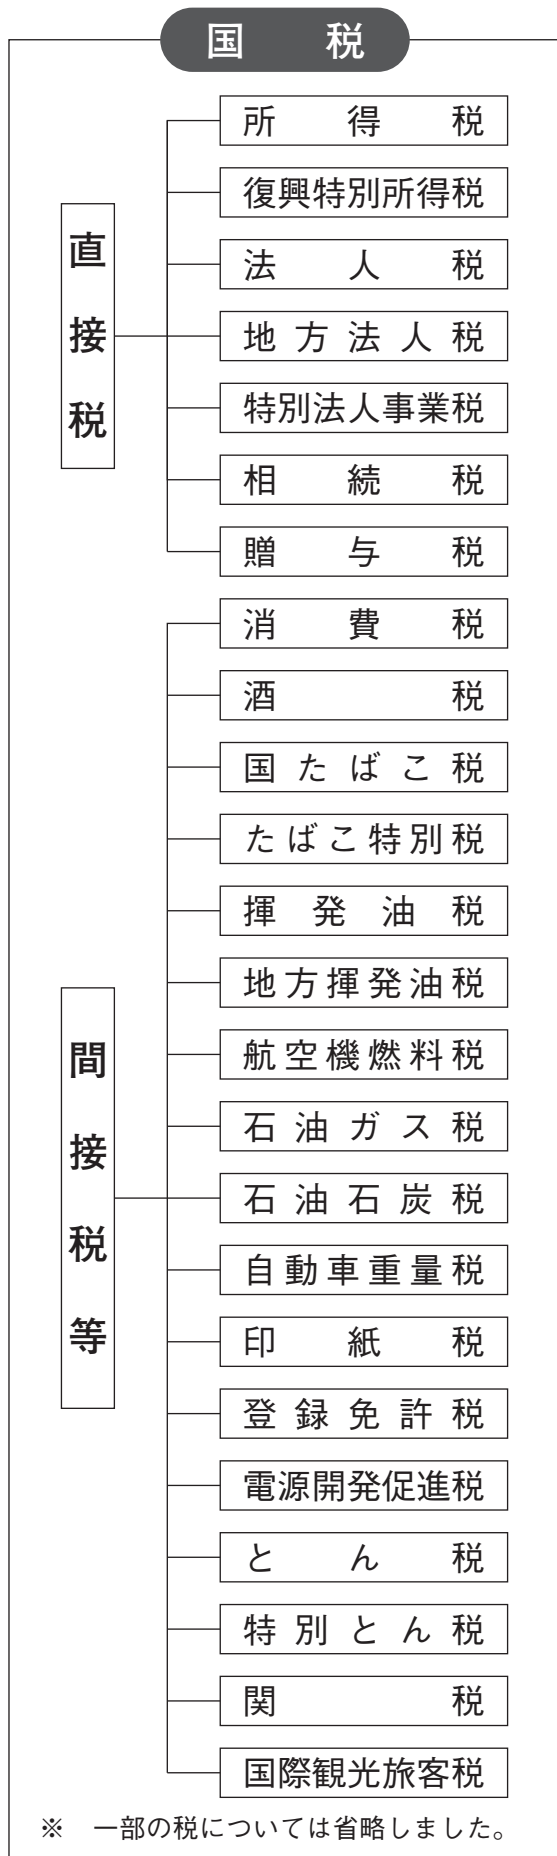 国税
直接税
所得税
復興特別所得税
法人税
地方法人税
特別法人事業税
相続税
贈与税
間接税等
消費税
酒税
国たばこ税
たばこ特別税
揮発油税
地方揮発油税
航空機燃料税
石油ガス税
石油石炭税
自動車重量税
印紙税
登録免許税
電源開発促進税
とん税
特別とん税
関税
国際観光旅客税
※　一部の税については省略しました。